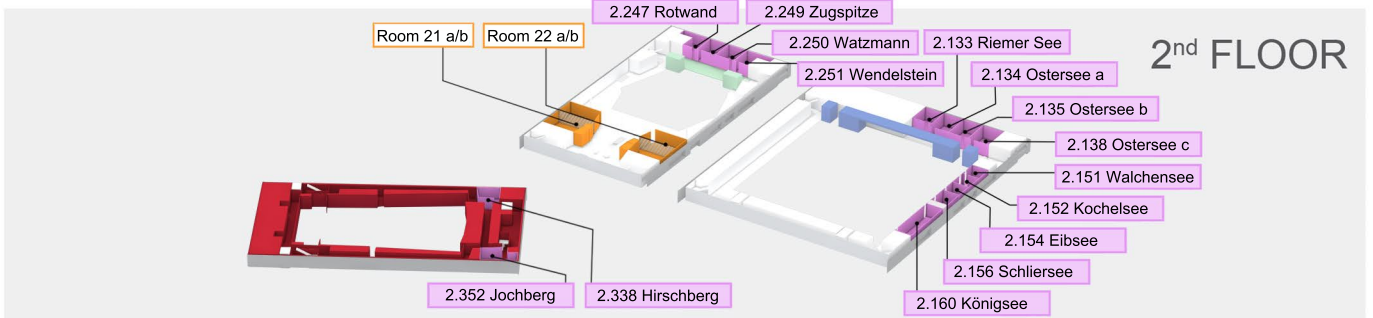 2.247 Rotwand
2.249 Zugspitze
Room 21 a/b
Room 22 a/b
2.250 Watzmann
2.133 Riemer See
2nd FLOOR
2.251 Wendelstein
2.134 Ostersee a
2.135 Ostersee b
2.138 Ostersee c
2.151 Walchensee
2.152 Kochelsee
2.154 Eibsee
2.156 Schliersee
2.352 Jochberg
2.338 Hirschberg
2.160 Königsee